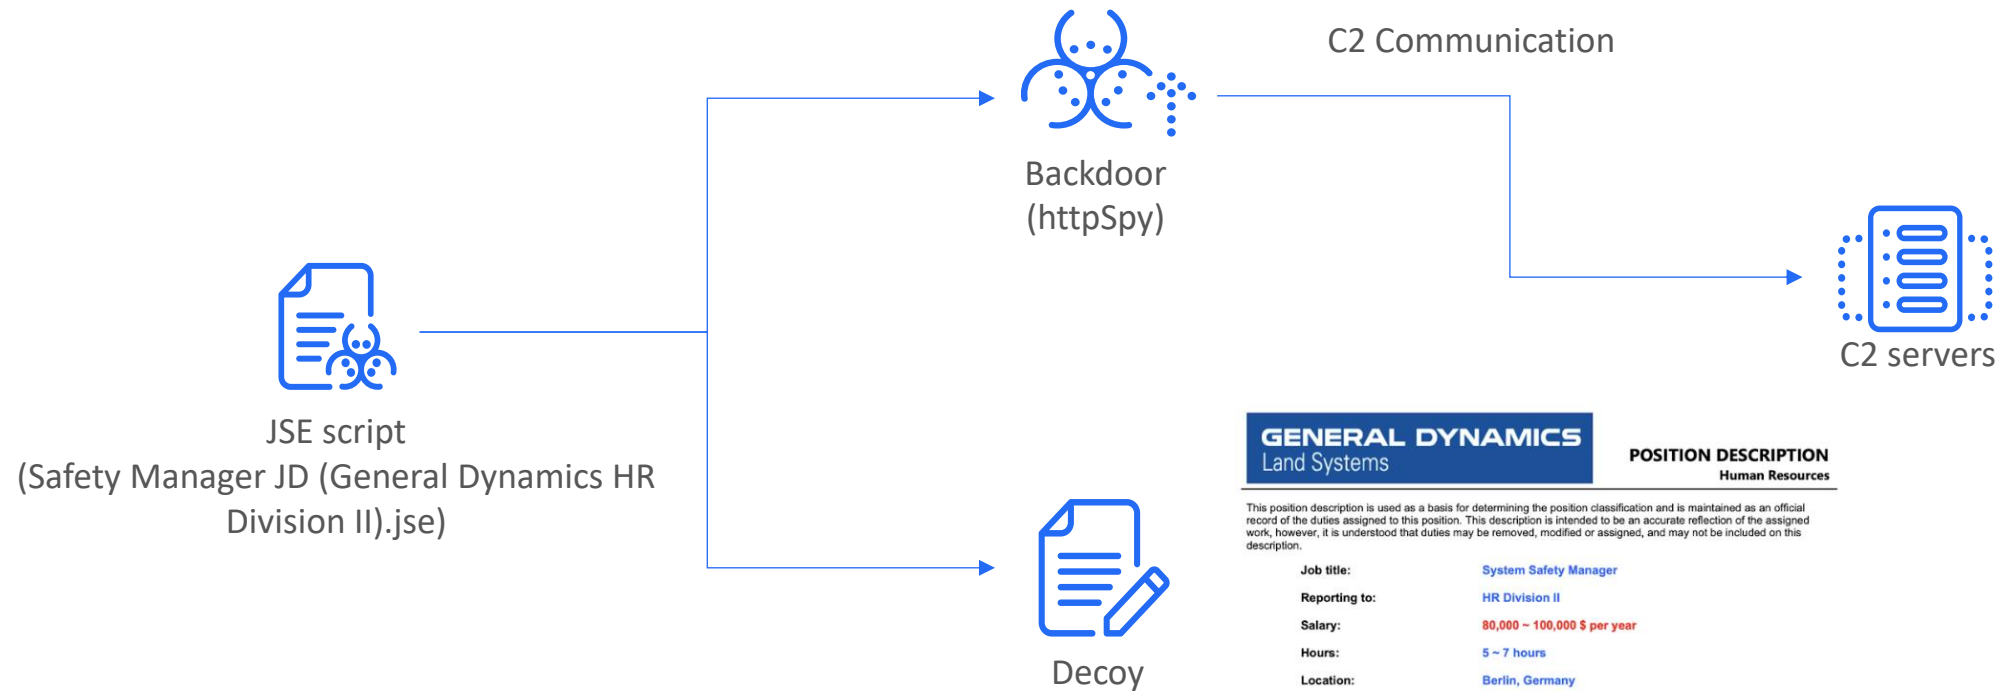 C2 Communication
Backdoor
(httpSpy)
C2 servers
JSE script
(Safety Manager JD (General Dynamics HR
Division II).jse)
Decoy
GENERAL DYNAMICS
Land Systems
POSITION DESCRIPTION
Human Resources
This position description is used as a basis for determining the position classification and is maintained as an official
record of the duties assigned to this position. This description is intended to be an accurate reflection of the assigned
work, however, it is understood that duties may be removed, modified or assigned, and may not be included on this
description.
Job title: System Safety Manager
Reporting to: HR Division II
Salary: 80,000 ~ 100,000 $ per year
Hours: 5 ~ 7 hours
Location: Berlin, Germany